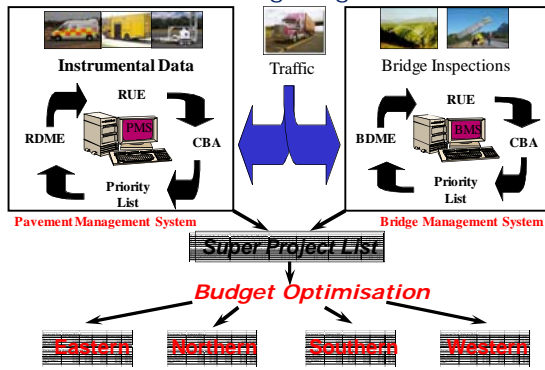 Instrumental Data
RUE
RDME
PMS
CBA
Priority
List
Pavement Management System
Traffic
Bridge Inspections
RUE
BDME
BMS
CBA
Priority
List
Bridge Management System
Super Project List
Budget Optimisation
Eastern
Northern
Southern
Western